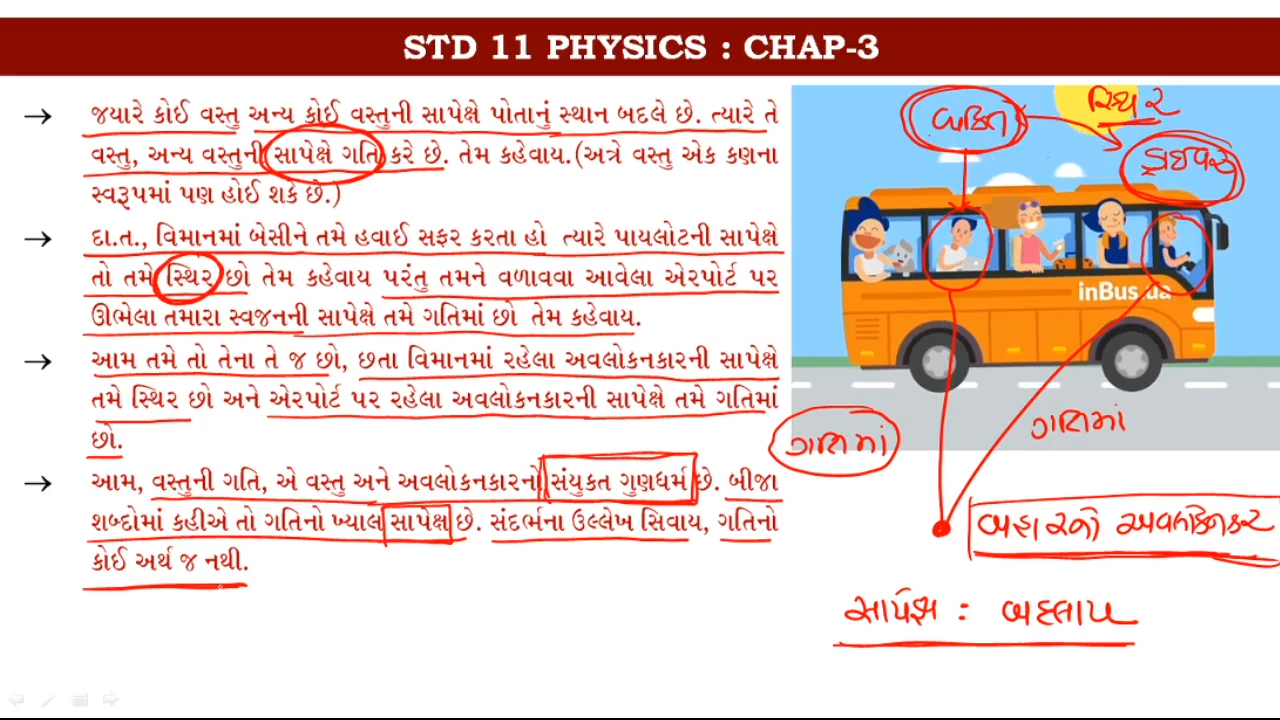 STD 11 PHYSICS : CHAP-3
→ જયારે કોઈ વસ્તુ અન્ય કોઈ વસ્તુની સાપેક્ષે પોતાનું સ્થાન બદલે છે. ત્યારે તે
વસ્તુ, અન્ય વસ્તુની સાપેક્ષે ગતિ કરે છે. તેમ કહેવાય.(અત્રે વસ્તુ એક કણના
સ્વરૂપમાં પણ હોઈ શકે છે.)
→ દા.ત., વિમાનમાં બેસીને તમે હવાઈ સફર કરતા હો ત્યારે પાયલોટની સાપેક્ષે
તો તમે સ્થિર છો તેમ કહેવાય પરંતુ તમને વળાવવા આવેલા એરપોર્ટ પર
ઊભેલા તમારા સ્વજનની સાપેક્ષે તમે ગતિમાં છો તેમ કહેવાય.
→ આમ તમે તો તેના તે જ છો, છતા વિમાનમાં રહેલા અવલોકનકારની સાપેક્ષે
તમે સ્થિર છો અને એરપોર્ટ પર રહેલા અવલોકનકારની સાપેક્ષે તમે ગતિમાં
છો.
→ આમ, વસ્તુની ગતિ, એ વસ્તુ અને અવલોકનકારનો સંયુકત ગુણધર્મ છે. બીજા
શબ્દોમાં કહીએ તો ગતિનો ખ્યાલ સાપેક્ષ છે. સંદર્ભના ઉલ્લેખ સિવાય, ગતિનો
કોઈ અર્થ જ નથી.
સ્થિર
વ્યકિત
ડ્રાઇવર
inBus.ua
ગતિમાં
ગતિમાં
બહારનો અવલોકનકાર
સાપેક્ષ : બદલાય